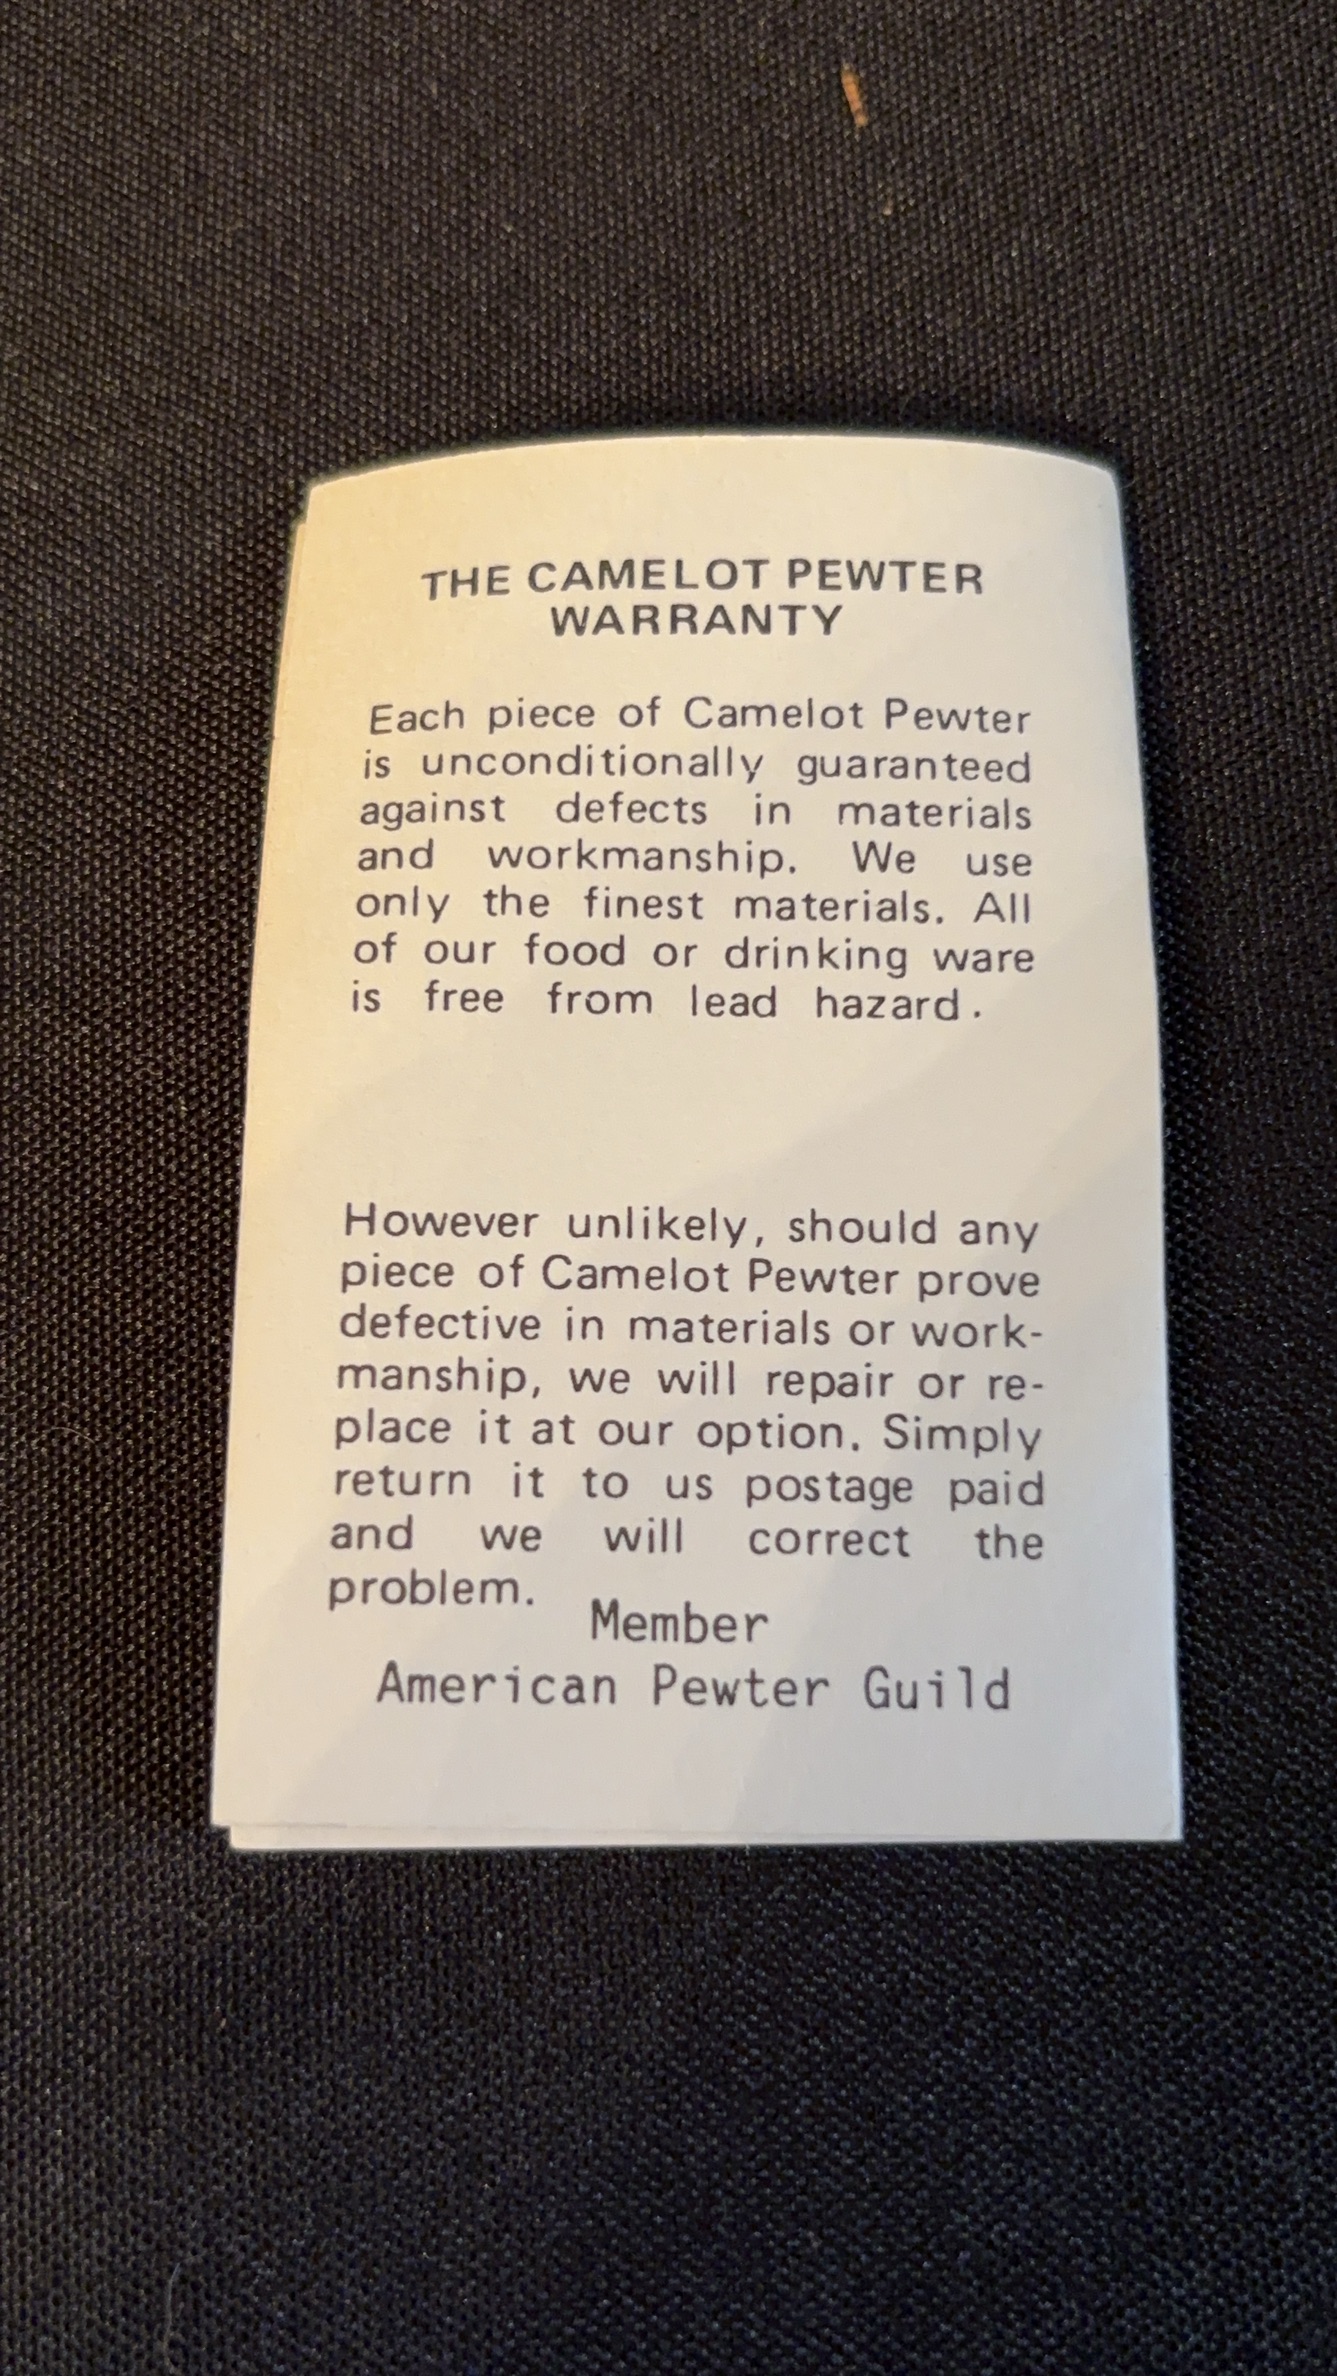 THE CAMELOT PEWTER
WARRANTY
Each piece of Camelot Pewter
is unconditionally guaranteed
against defects in materials
and workmanship. We use
only the finest materials. All
of our food or drinking ware
is free from lead hazard.
However unlikely, should any
piece of Camelot Pewter prove
defective in materials or work-
manship, we will repair or re-
place it at our option. Simply
return it to us postage paid
and we will correct the
problem.
Member
American Pewter Guild